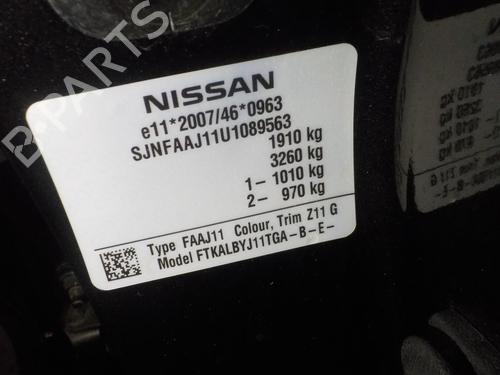 NISSAN
e11*2007/46*0963
SJNFAAJ11U1089563
1910 kg
3260 kg
1- 1010 kg
2- 970 kg
Type FAAJ11 Colour, Trim Z11 G
Model FTKALBYJ11TGA-B-E-